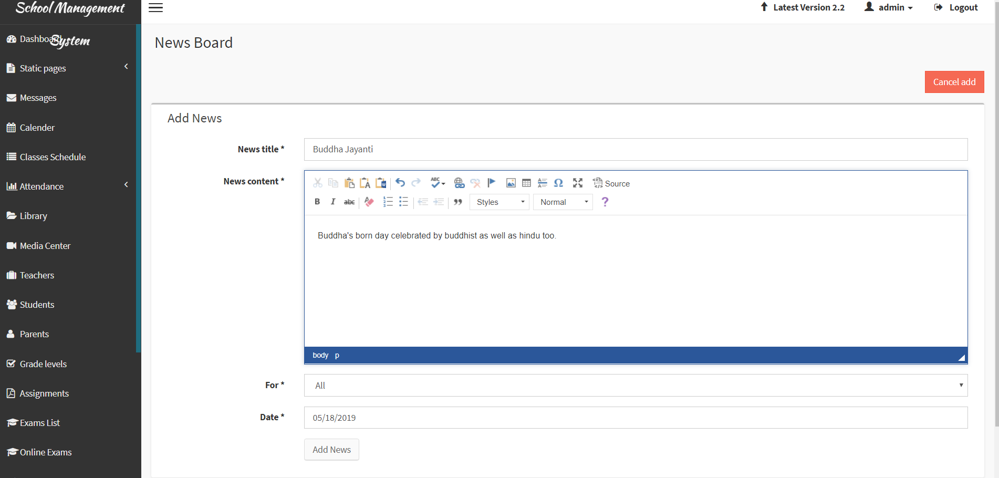 School Management
System
Latest Version 2.2
admin
Logout
Dashboard
Static pages
Messages
Calender
Classes Schedule
Attendance
Library
Media Center
Teachers
Students
Parents
Grade levels
Assignments
Exams List
Online Exams
News Board
Cancel add
Add News
News title *
Buddha Jayanti
News content *
ABC
Source
B I abc
Styles
Normal
?
Buddha's born day celebrated by buddhist as well as hindu too.
body p
For *
All
Date *
05/18/2019
Add News